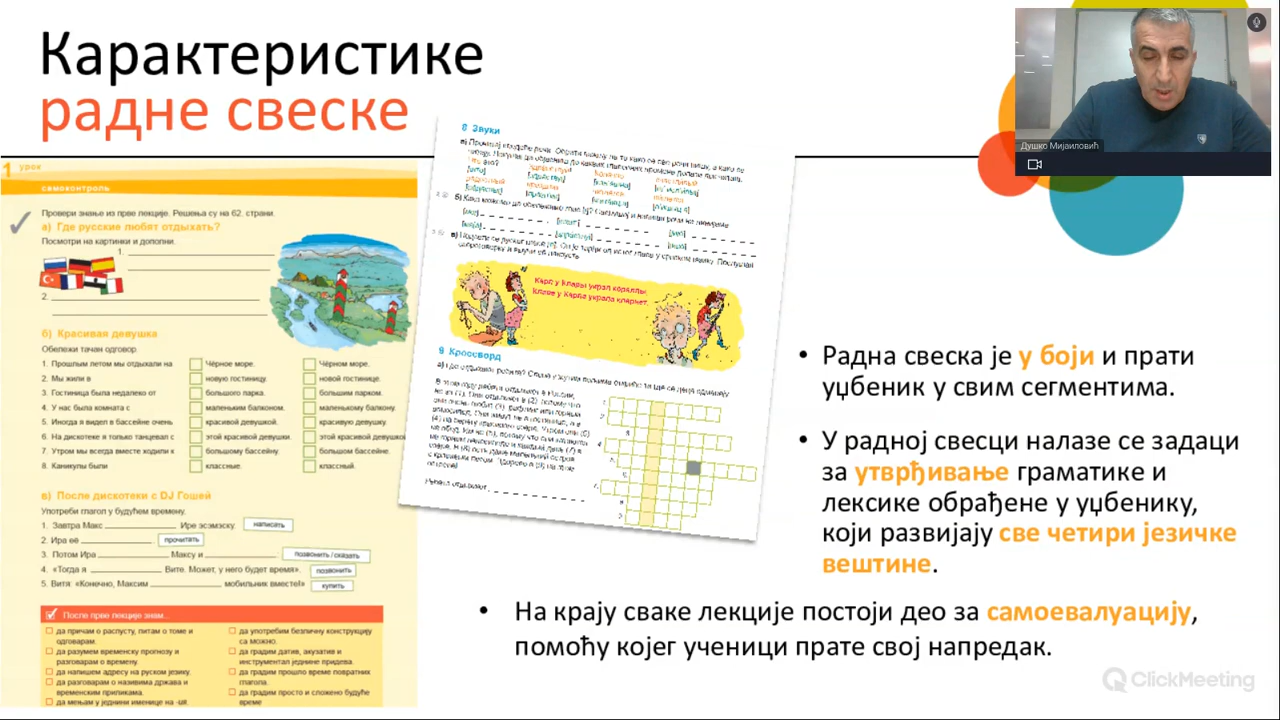 Карактеристике
радне свеске
Душко Мијаиловић
1 урок
самоконтроль
Провери знање из прве лекције. Решења су на 62. страни.
а) Где русские любят отдыхать?
Посмотри на картинки и дополни.
1.
2.
б) Красивая девушка
Обележи тачан одговор.
1. Прошлым летом мы отдыхали на Чёрное море. Чёрном море.
2. Мы жили в новую гостиницу. новой гостинице.
3. Гостиница была недалеко от большого парка. большим парком.
4. У нас была комната с маленьким балконом. маленькому балкону.
5. Иногда я видел в бассейне очень красивой девушкой. красивую девушку.
6. На дискотеке я только танцевал с этой красивой девушки. этой красивой девушкой
7. Утром мы всегда вместе ходили к большому бассейну. большом бассейне.
8. Каникулы были классные. классный.
в) После дискотеки с DJ Гошей
Употреби глагол у будућем времену.
1. Завтра Макс Ире эсэмэску. написать
2. Ира её . прочитать
3. Потом Ира Максу и . позвонить / сказать
4. «Тогда я Вите. Может, у него будет время». позвонить
5. Витя: «Конечно, Максим мобильник вместе!» купить
После прве лекције знам...
да причам о распусту, питам о томе и
одговарам.
да разумем временску прогнозу и
разговарам о времену.
да напишем адресу на руском језику.
да разговарам о називима држава и
временским приликама.
да мењам у једнини именице на -ия.
да употребим безличну конструкцију
са можно.
да градим датив, акузатив и
инструментал једнине придева.
да градим прошло време повратних
глагола.
да градим просто и сложено будуће
време
8 Звуки
Карл у Клары украл кораллы,
Клара у Карла украла кларнет.
9 Кроссворд
• Радна свеска је у боји и прати
уџбеник у свим сегментима.
• У радној свесци налазе се задаци
за утврђивање граматике и
лексике обрађене у уџбенику,
који развијају све четири језичке
вештине.
• На крају сваке лекције постоји део за самоевалуацију,
помоћу којег ученици прате свој напредак.
ClickMeeting